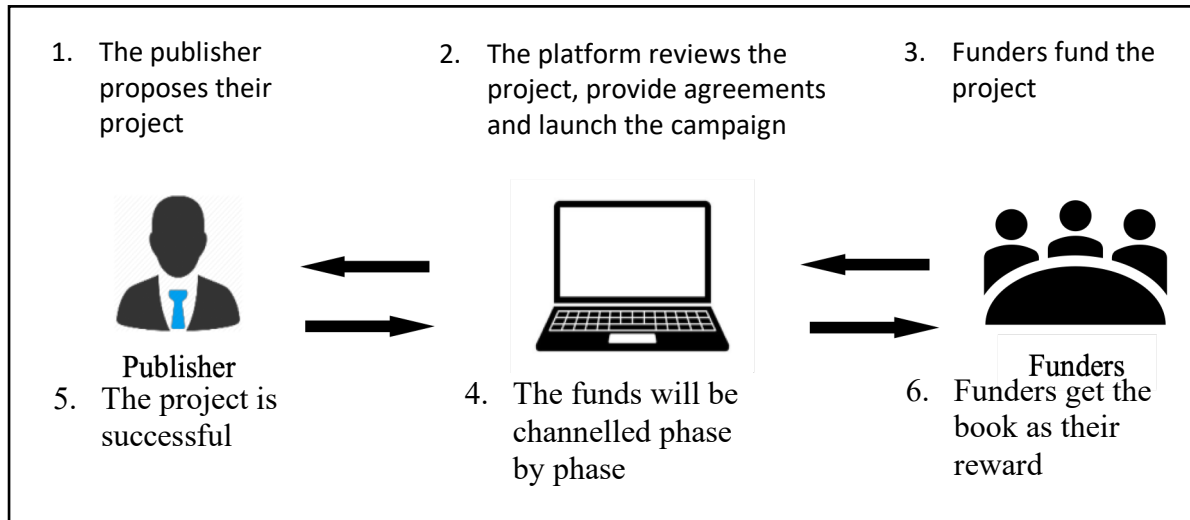 1. The publisher
proposes their
project
2. The platform reviews the
project, provide agreements
and launch the campaign
3. Funders fund the
project
Publisher
Funders
5. The project is
successful
4. The funds will be
channelled phase
by phase
6. Funders get the
book as their
reward